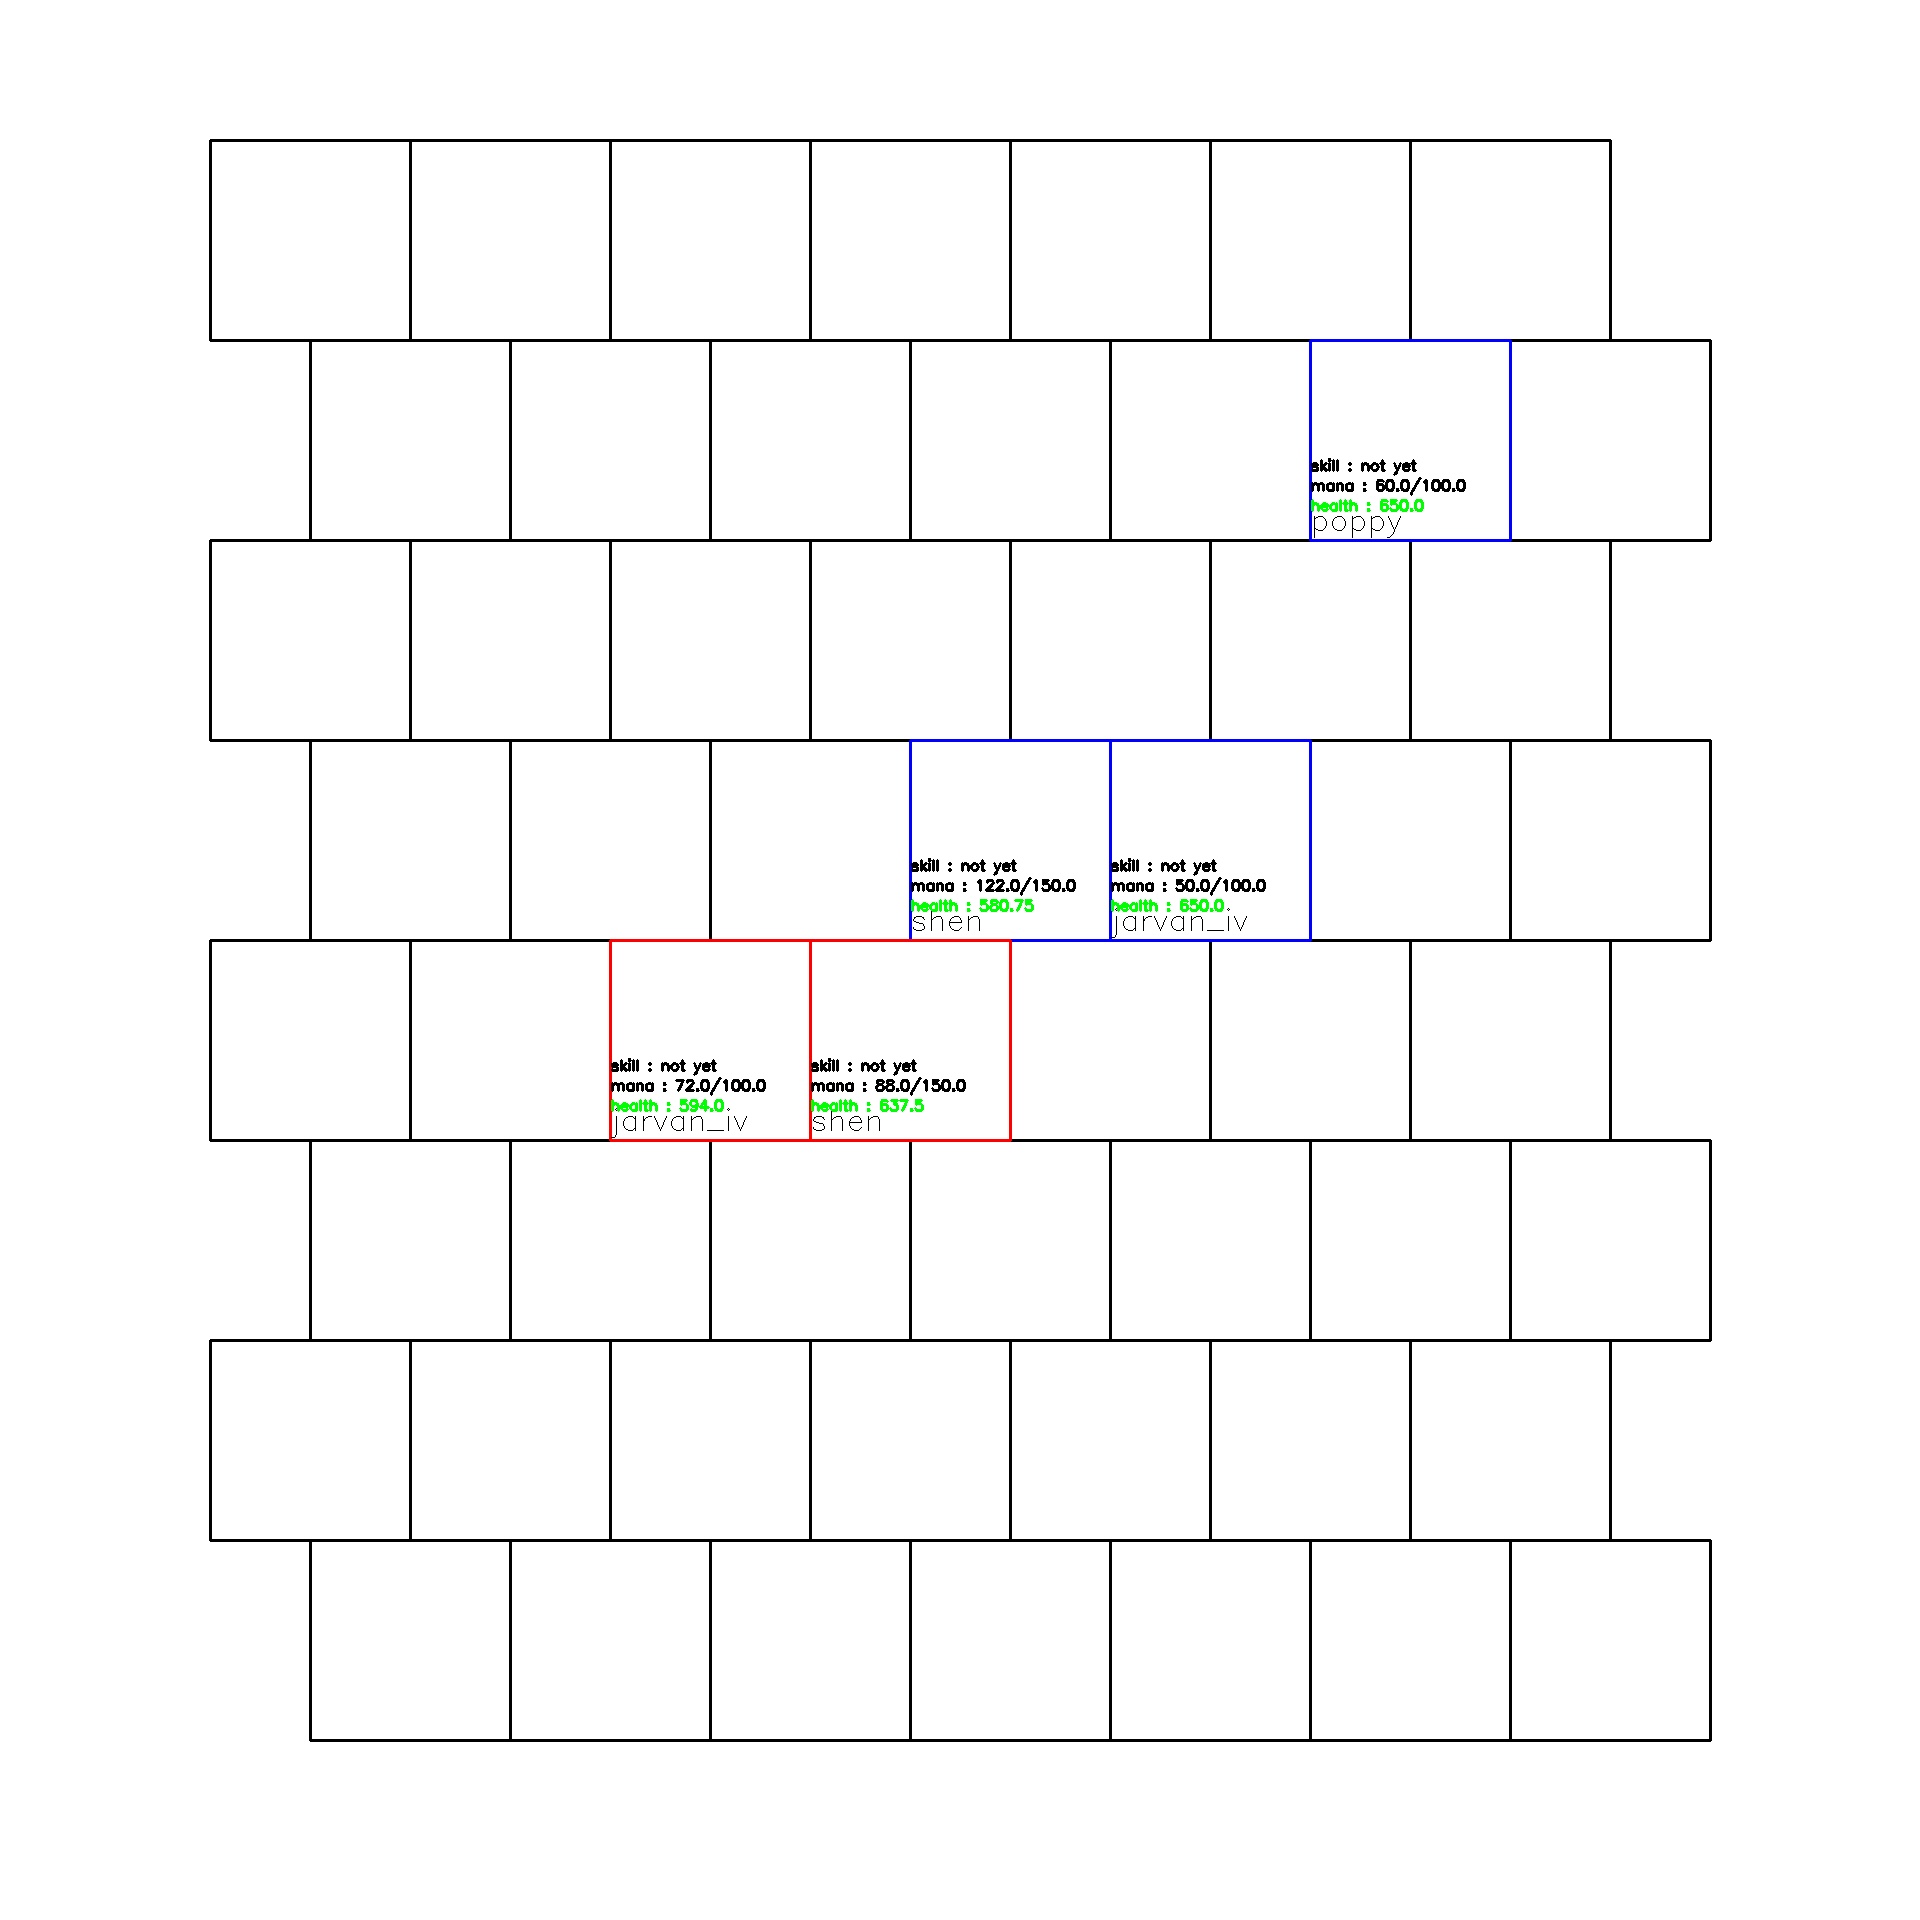 skill : not yet
mana : 60.0/100.0
health : 650.0
poppy
skill : not yet
mana : 122.0/150.0
health : 580.75
shen
skill : not yet
mana : 50.0/100.0
health : 650.0
jarvan_iv
skill : not yet
mana : 72.0/100.0
health : 594.0
jarvan_iv
skill : not yet
mana : 88.0/150.0
health : 637.5
shen